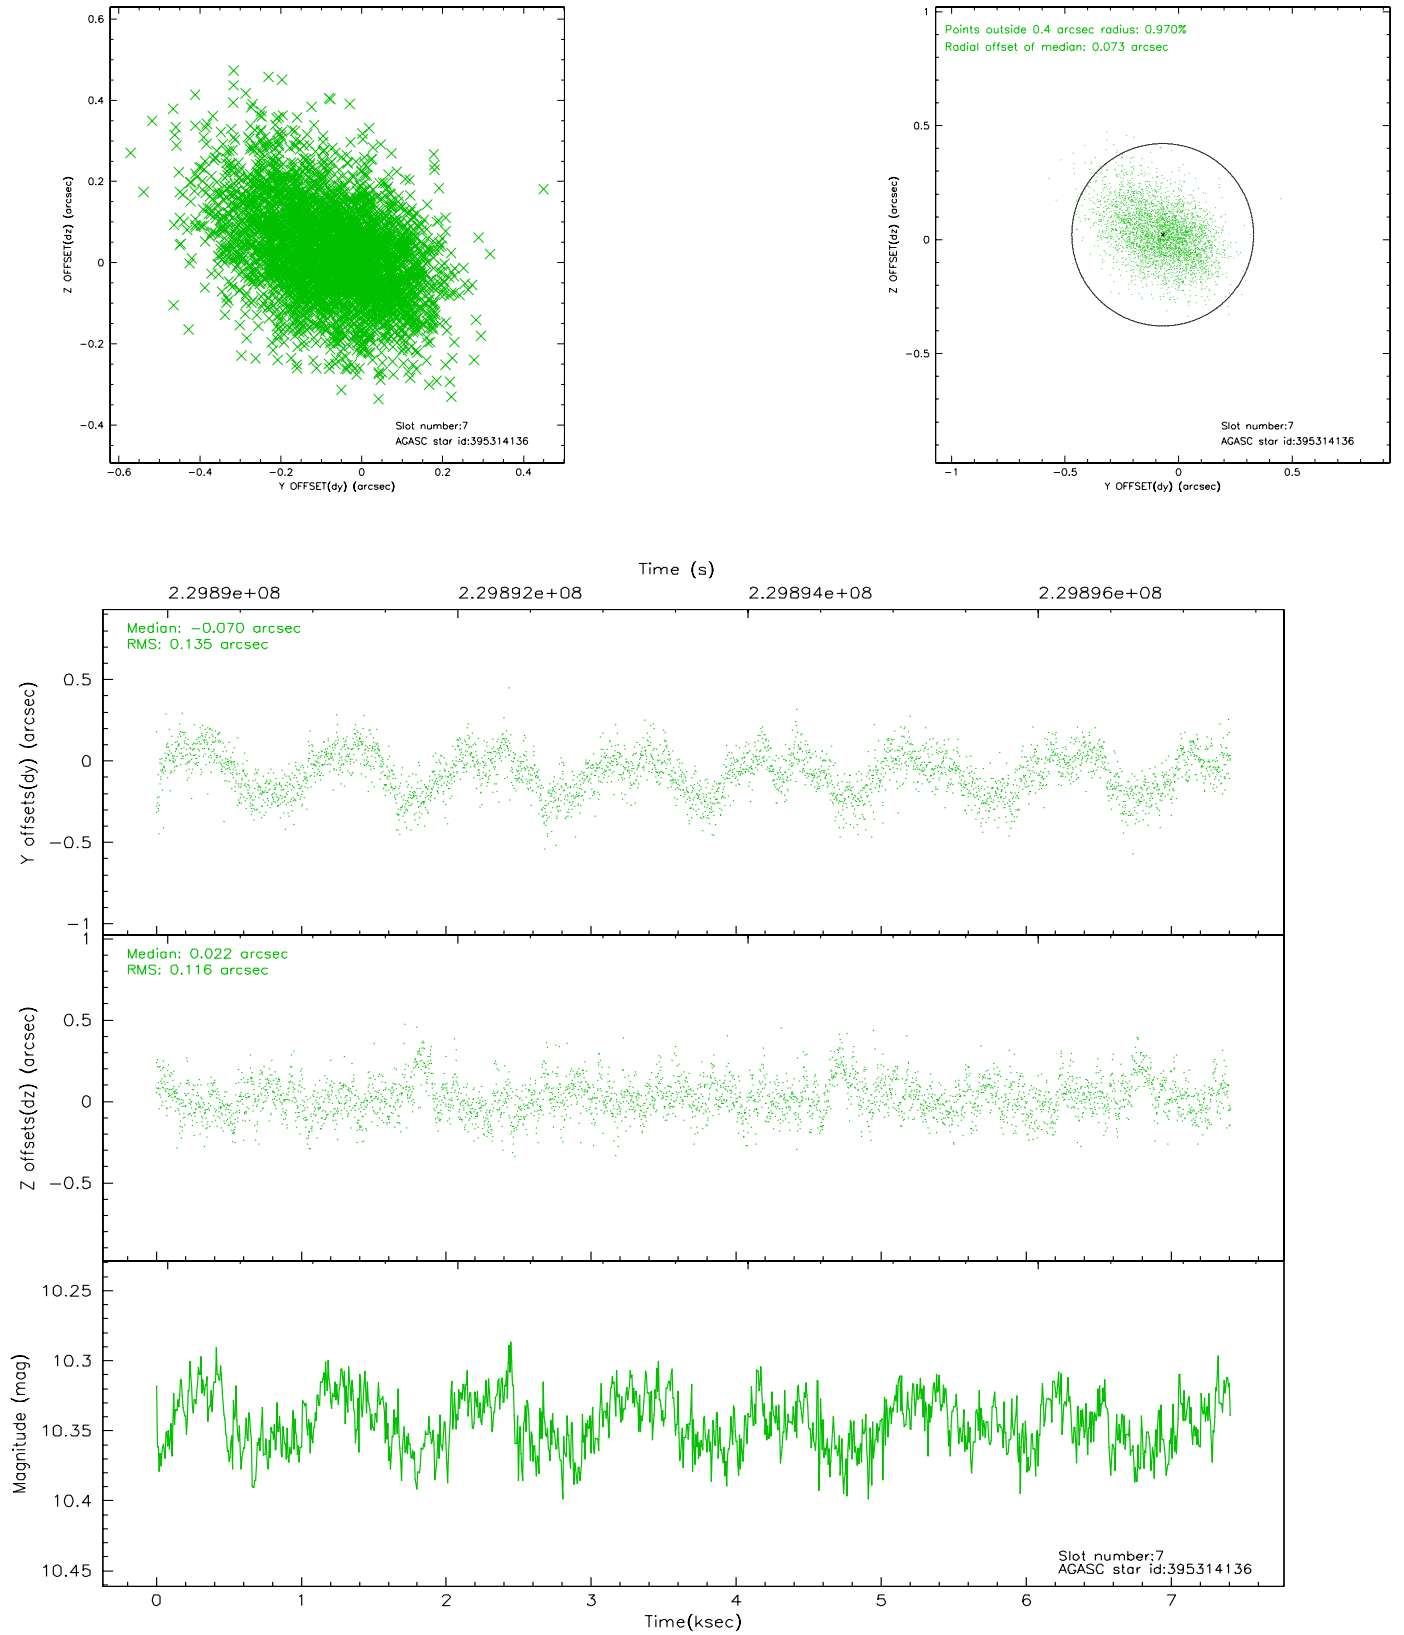 0.6
0.4
0.2
0
−0.2
−0.4
Z OFFSET(dz) (arcsec)
Slot number:7
AGASC star id:395314136
−0.6 −0.4 −0.2 0 0.2 0.4
Y OFFSET(dy) (arcsec)
Points outside 0.4 arcsec radius: 0.970%
Radial offset of median: 0.073 arcsec
1
0.5
0
−0.5
Z OFFSET(dz) (arcsec)
Slot number:7
AGASC star id:395314136
−1 −0.5 0 0.5
Y OFFSET(dy) (arcsec)
Time (s)
2.2989e+08 2.29892e+08 2.29894e+08 2.29896e+08
Median: −0.070 arcsec
RMS: 0.135 arcsec
0.5
0
−0.5
−1
Y offsets(dy) (arcsec)
Median: 0.022 arcsec
RMS: 0.116 arcsec
1
0.5
0
−0.5
Z offsets(dz) (arcsec)
10.25
10.3
10.35
10.4
10.45
Magnitude (mag)
Slot number:7
AGASC star id:395314136
0 1 2 3 4 5 6 7
Time(ksec)